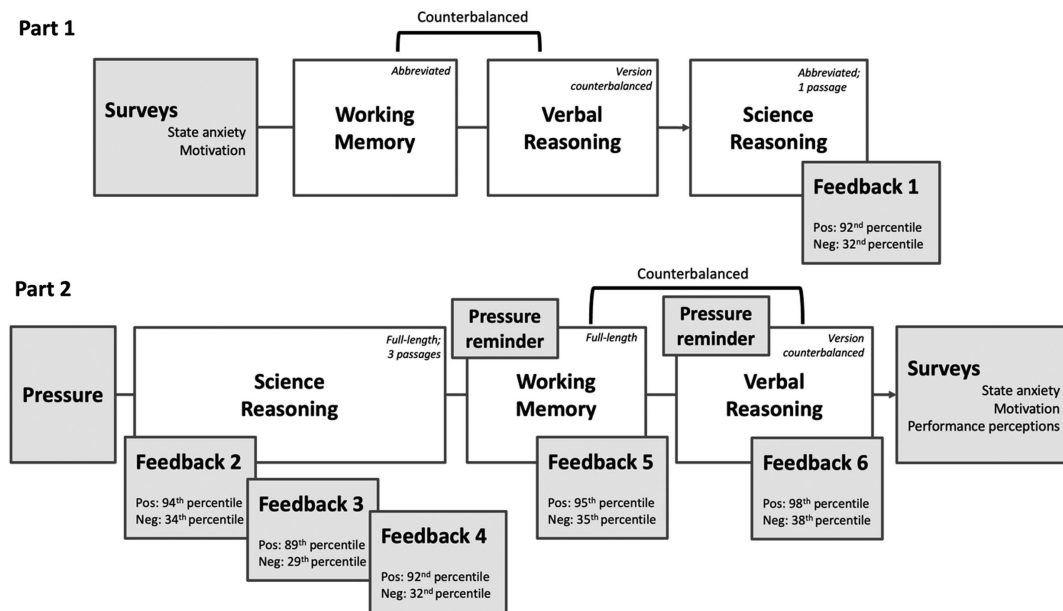 Counterbalanced
Part 1
Surveys
State anxiety
Motivation
Abbreviated
Working
Memory
Version
counterbalanced
Verbal
Reasoning
Abbreviated;
1 passage
Science
Reasoning
Feedback 1
Pos: 92nd percentile
Neg: 32nd percentile
Part 2
Counterbalanced
Pressure
Full-length;
3 passages
Science
Reasoning
Feedback 2
Pos: 94th percentile
Neg: 34th percentile
Feedback 3
Pos: 89th percentile
Neg: 29th percentile
Feedback 4
Pos: 92nd percentile
Neg: 32nd percentile
Pressure
reminder
Full-length
Working
Memory
Feedback 5
Pos: 95th percentile
Neg: 35th percentile
Pressure
reminder
Version
counterbalanced
Verbal
Reasoning
Feedback 6
Pos: 98th percentile
Neg: 38th percentile
Surveys
State anxiety
Motivation
Performance perceptions